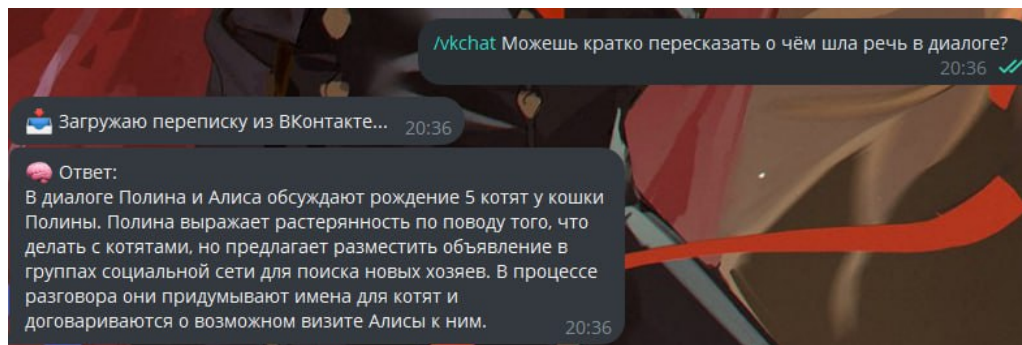 /vkchat Можешь кратко пересказать о чём шла речь в диалоге?
20:36
📥 Загружаю переписку из ВКонтакте... 20:36
🧠 Ответ:
В диалоге Полина и Алиса обсуждают рождение 5 котят у кошки
Полины. Полина выражает растерянность по поводу того, что
делать с котятами, но предлагает разместить объявление в
группах социальной сети для поиска новых хозяев. В процессе
разговора они придумывают имена для котят и
договариваются о возможном визите Алисы к ним.
20:36